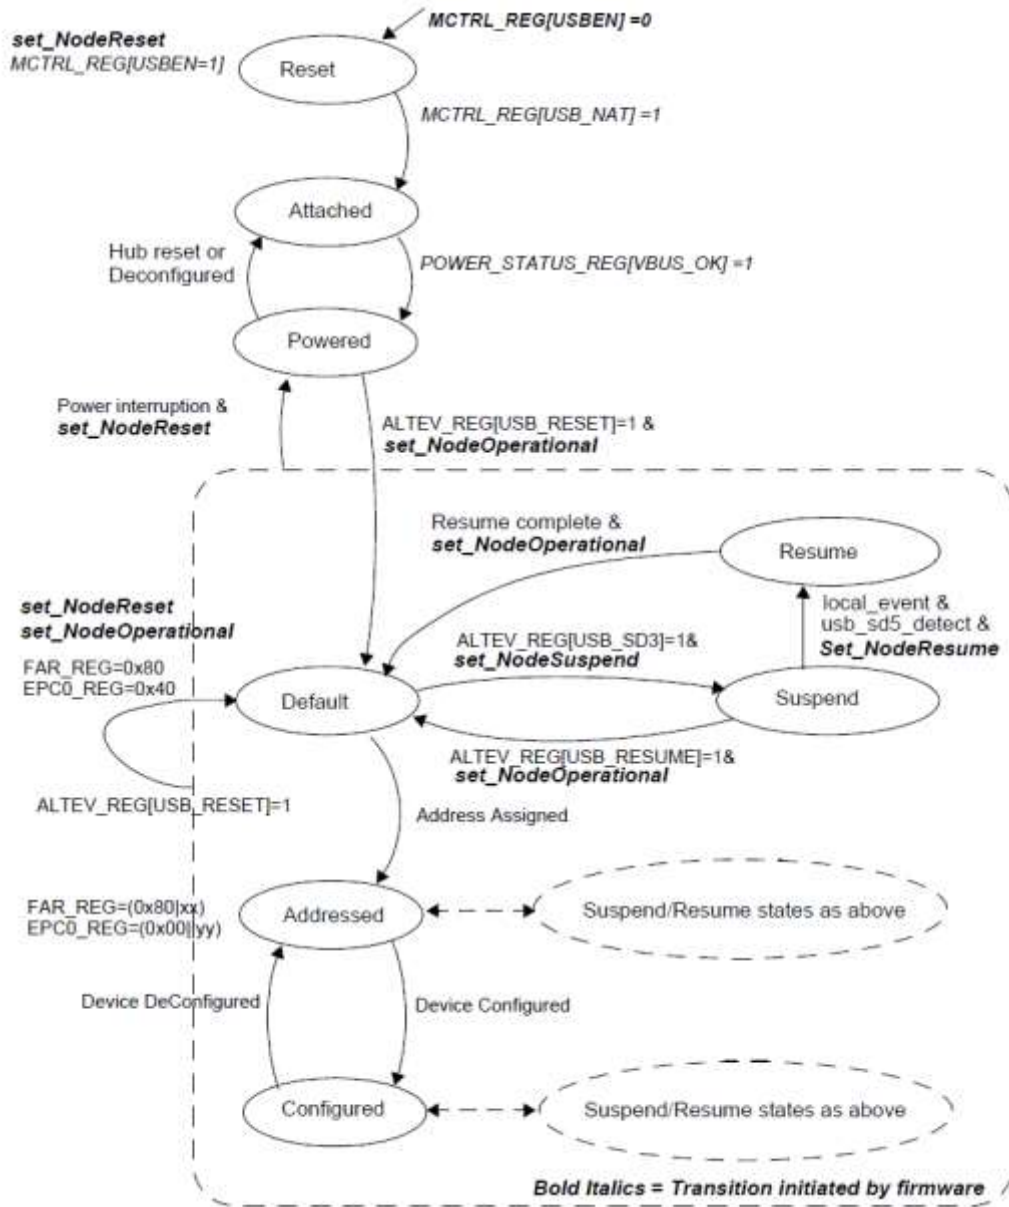 MCTRL_REG[USBEN] =0
set_NodeReset
MCTRL_REG[USBEN=1]
Reset
MCTRL_REG[USB_NAT] =1
Attached
Hub reset or
Deconfigured
POWER_STATUS_REG[VBUS_OK] =1
Powered
Power interruption &
set_NodeReset
ALTEV_REG[USB_RESET]=1 &
set_NodeOperational
Resume complete &
set_NodeOperational
Resume
local_event &
usb_sd5_detect &
Set_NodeResume
set_NodeReset
set_NodeOperational
FAR_REG=0x80
EPC0_REG=0x40
ALTEV_REG[USB_SD3]=1&
set_NodeSuspend
Default
Suspend
ALTEV_REG[USB_RESUME]=1&
set_NodeOperational
ALTEV_REG[USB_RESET]=1
Address Assigned
FAR_REG=(0x80|xx)
EPC0_REG=(0x00||yy)
Addressed
Suspend/Resume states as above
Device DeConfigured
Device Configured
Configured
Suspend/Resume states as above
Bold Italics = Transition initiated by firmware